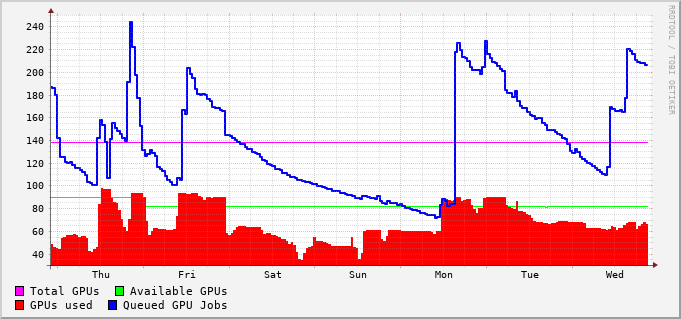 RRDTOOL / TOBI OETIKER
240
220
200
180
160
140
120
100
80
60
40
Thu Fri Sat Sun Mon Tue Wed
Total GPUs Available GPUs
GPUs used Queued GPU Jobs